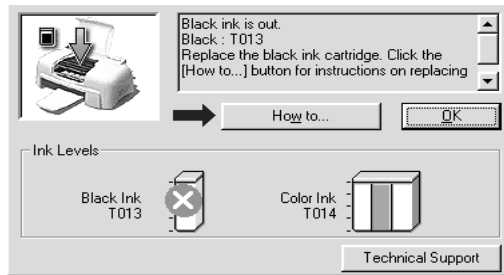 Black ink is out.
Black : T013
Replace the black ink cartridge. Click the
[How to...] button for instructions on replacing
How to...
OK
Ink Levels
Black Ink
T013
Color Ink
T014
Technical Support